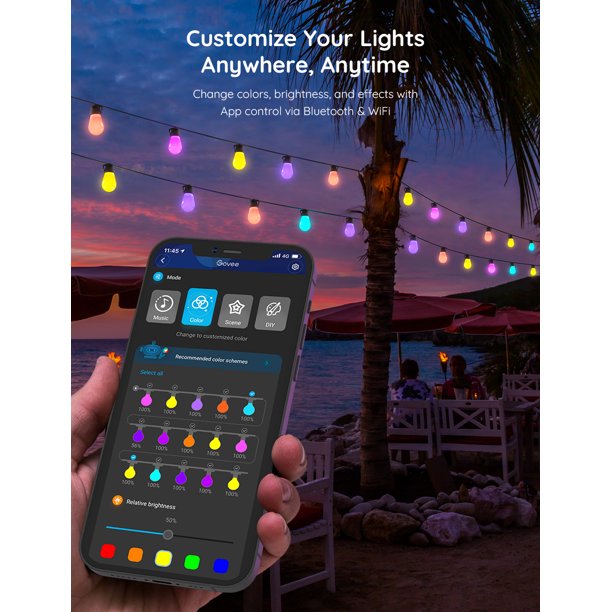 Customize Your Lights
Anywhere, Anytime
Change colors, brightness, and effects with
App control via Bluetooth & WiFi
11:45 4G
Govee
Mode
Music Color Scene DIY
Change to customized color
Recommended color schemes
Select all
100% 100% 100% 100% 100%
56% 100% 100% 100% 100%
100% 100% 100% 100% 100%
Relative brightness
50%